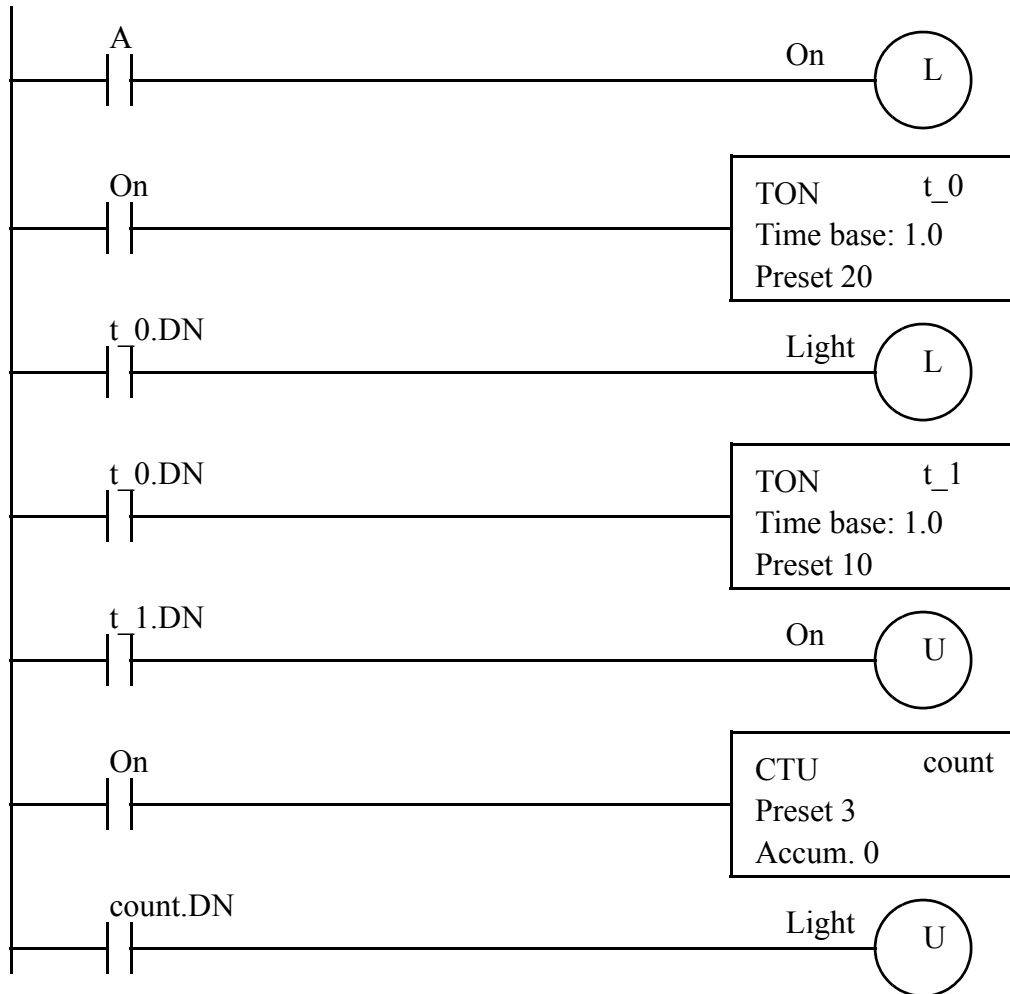 A
On
L
On
TON t_0
Time base: 1.0
Preset 20
t_0.DN
Light
L
t_0.DN
TON t_1
Time base: 1.0
Preset 10
t_1.DN
On
U
On
CTU count
Preset 3
Accum. 0
count.DN
Light
U